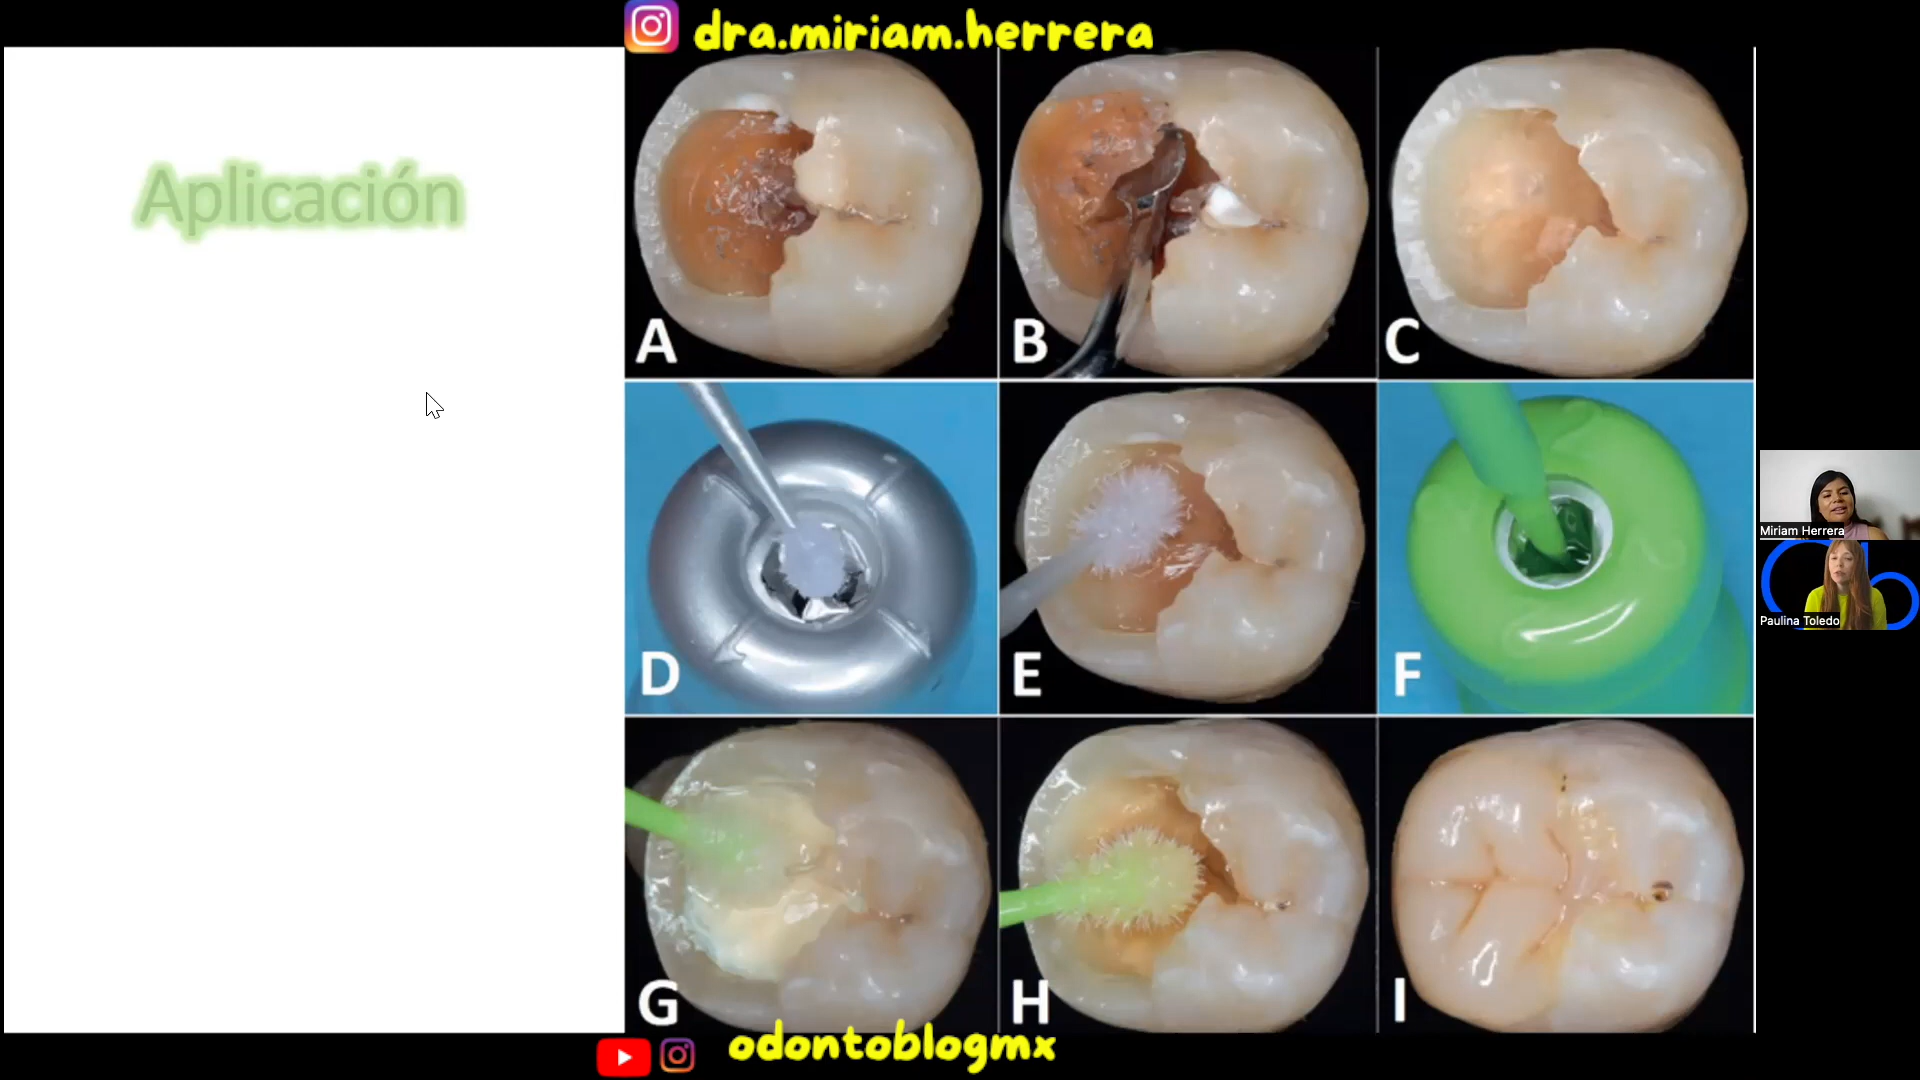 dra.miriam.herrera
Aplicación
A
B
C
D
E
F
G
H
I
Miriam Herrera
Paulina Toledo
odontoblogmx